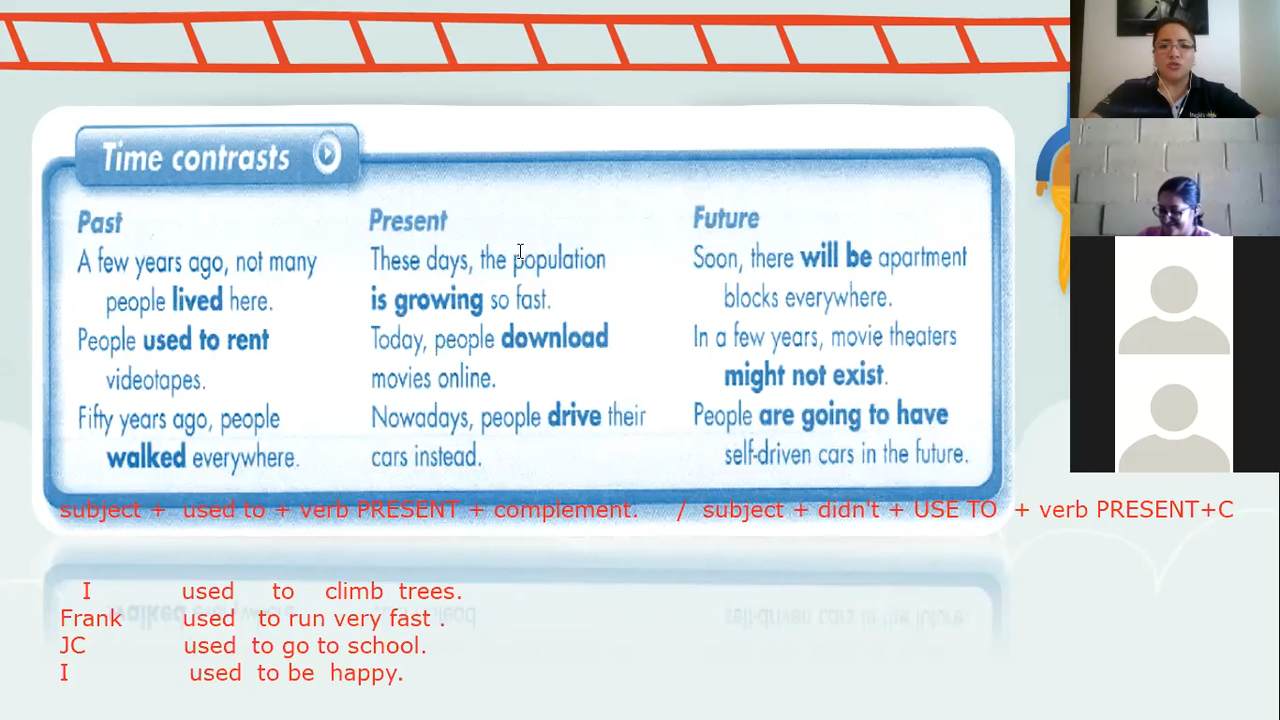 Time contrasts
Past
A few years ago, not many
people lived here.
People used to rent
videotapes.
Fifty years ago, people
walked everywhere.
Present
These days, the population
is growing so fast.
Today, people download
movies online.
Nowadays, people drive their
cars instead.
Future
Soon, there will be apartment
blocks everywhere.
In a few years, movie theaters
might not exist.
People are going to have
self-driven cars in the future.
subject + used to + verb PRESENT + complement. / subject + didn't + USE TO + verb PRESENT+C
I used to climb trees.
Frank used to run very fast .
JC used to go to school.
I used to be happy.